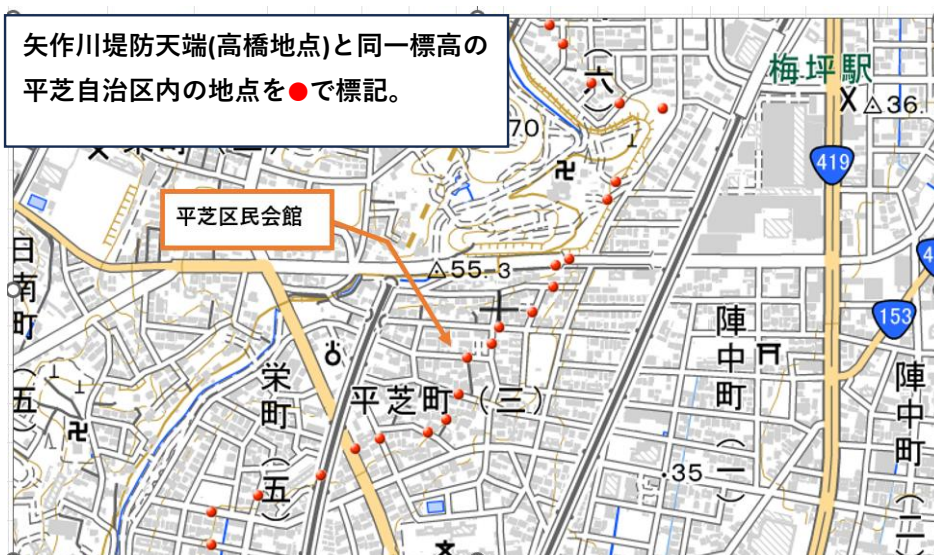 矢作川堤防天端(高橋地点)と同一標高の
平芝自治区内の地点を●で標記。
(六)
梅坪駅
36.
70
419
平芝区民会館
日南町
(五)
55.3
4
153
陣中町
(一)
栄町
(五)
平芝町(三)
陣中町
(二)
35